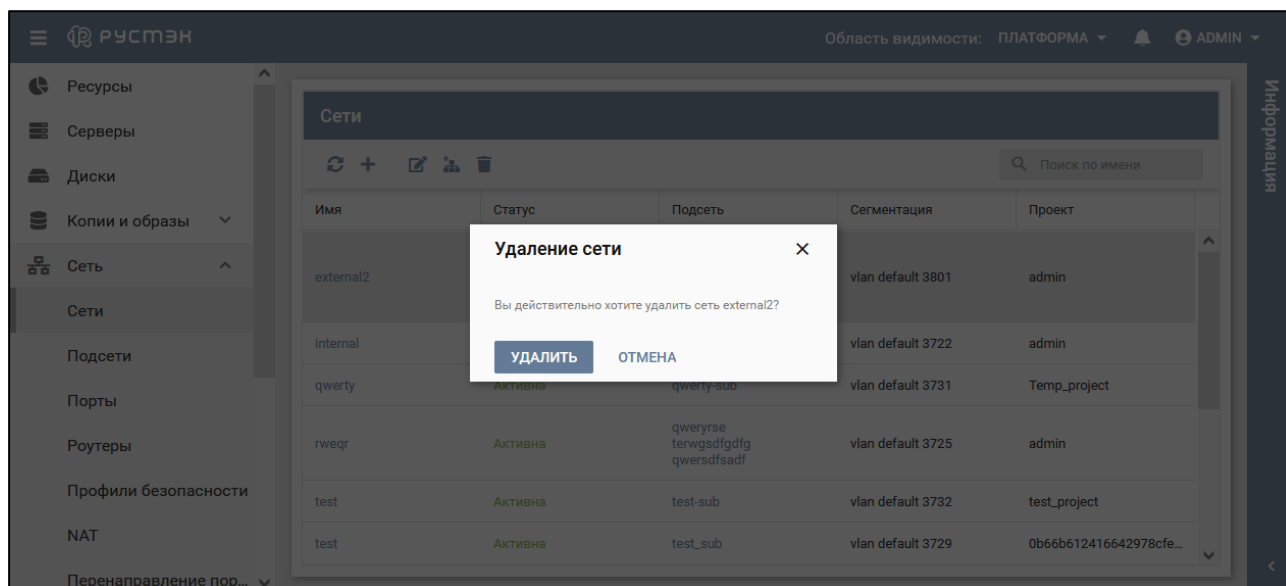 РУСТЭК
Область видимости: ПЛАТФОРМА
ADMIN
Ресурсы
Серверы
Диски
Копии и образы
Сеть
Сети
Подсети
Порты
Роутеры
Профили безопасности
NAT
Перенаправление пор...
Сети
Поиск по имени
Имя Статус Подсеть Сегментация Проект
external2 vlan default 3801 admin
internal vlan default 3722 admin
qwerty Активна qwerty-sub vlan default 3731 Temp_project
rweqr Активна qweryrse vlan default 3725 admin
terwgsdfgdfg
qwersdfsadf
test Активна test-sub vlan default 3732 test_project
test Активна test_sub vlan default 3729 0b66b612416642978cfe...
Удаление сети
Вы действительно хотите удалить сеть external2?
УДАЛИТЬ ОТМЕНА
Информация